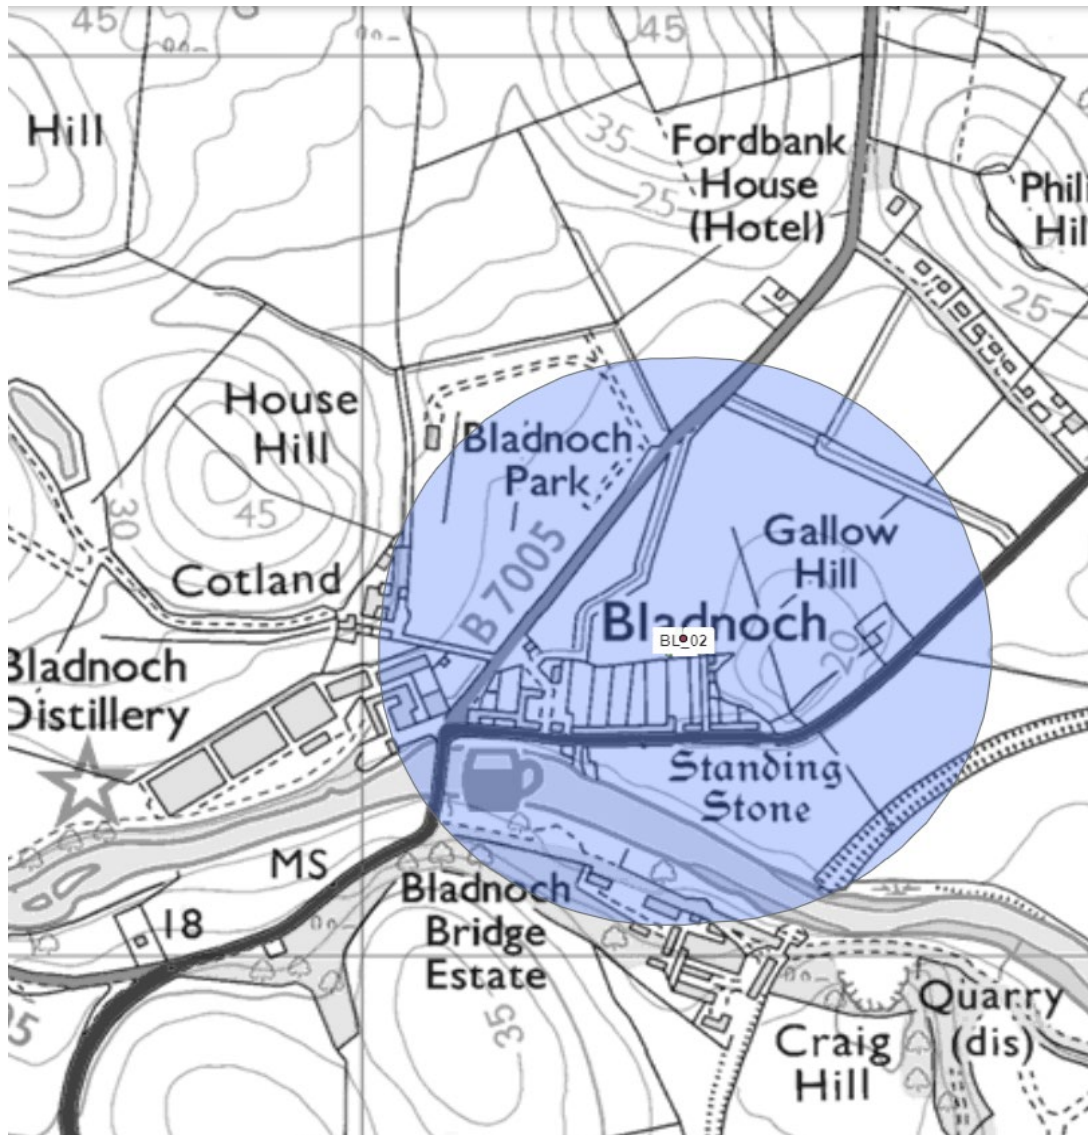 45
45
Hill
35
Fordbank
House
(Hotel)
25
Phil
Hil
25
House
Hill
Bladnoch
Park
30
45
Gallow
Hill
B 7005
Cotland
Bladnoch
BL_02
20
Bladnoch
Distillery
Standing
Stone
MS
18
Bladnoch
Bridge
Estate
35
Quarry
(dis)
Craig
Hill